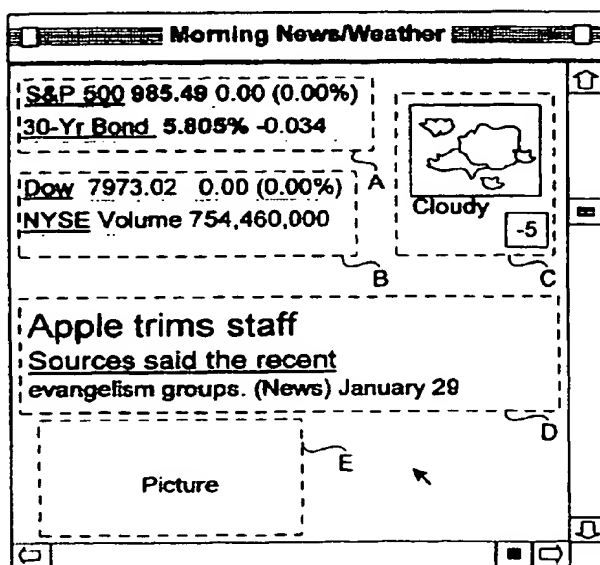 Morning News/Weather
S&P 500 985.49 0.00 (0.00%)
30-Yr Bond 5.805% -0.034
A
Dow 7973.02 0.00 (0.00%)
NYSE Volume 754,460,000
B
Cloudy
-5
C
Apple trims staff
Sources said the recent
evangelism groups. (News) January 29
D
Picture
E